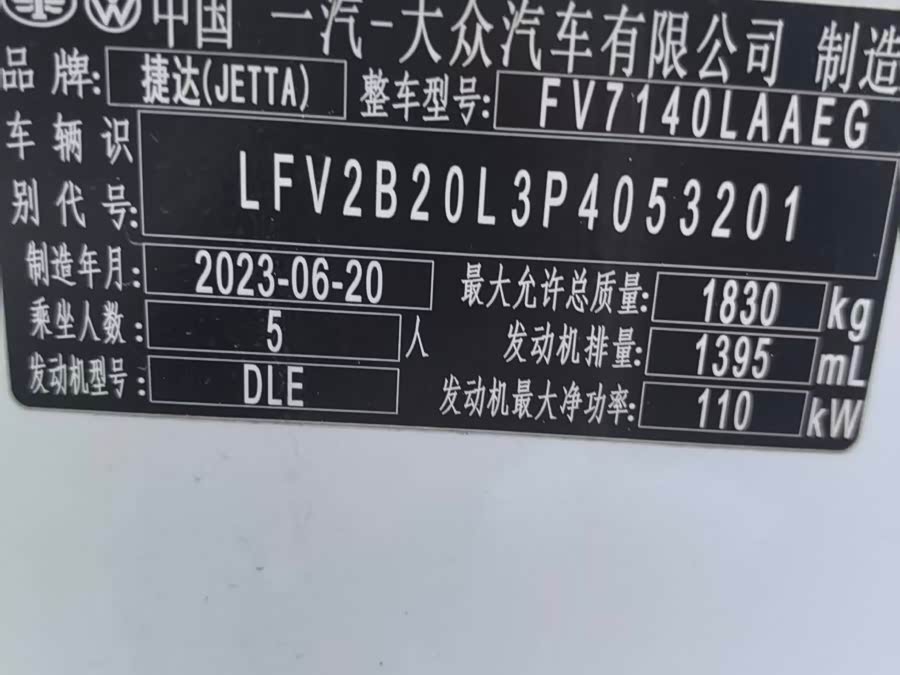 中国 一汽-大众汽车有限公司 制造
品牌: 捷达(JETTA) 整车型号: FV7140LAAEG
车辆识别代号: LFV2B20L3P4053201
制造年月: 2023-06-20 最大允许总质量: 1830 kg
乘坐人数: 5 人 发动机排量: 1395 mL
发动机型号: DLE 发动机最大净功率: 110 kW